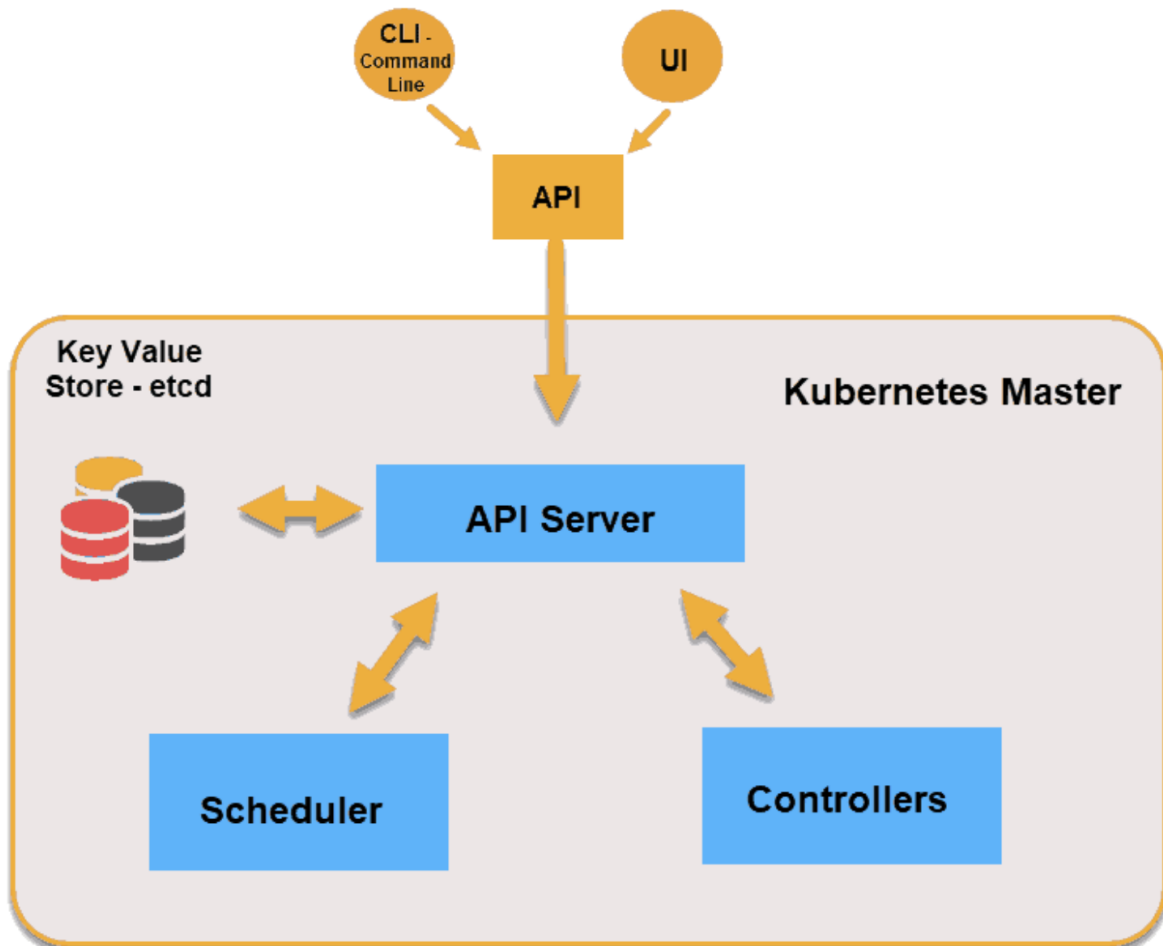 CLI -
Command
Line
UI
API
Key Value
Store - etcd
Kubernetes Master
API Server
Scheduler
Controllers